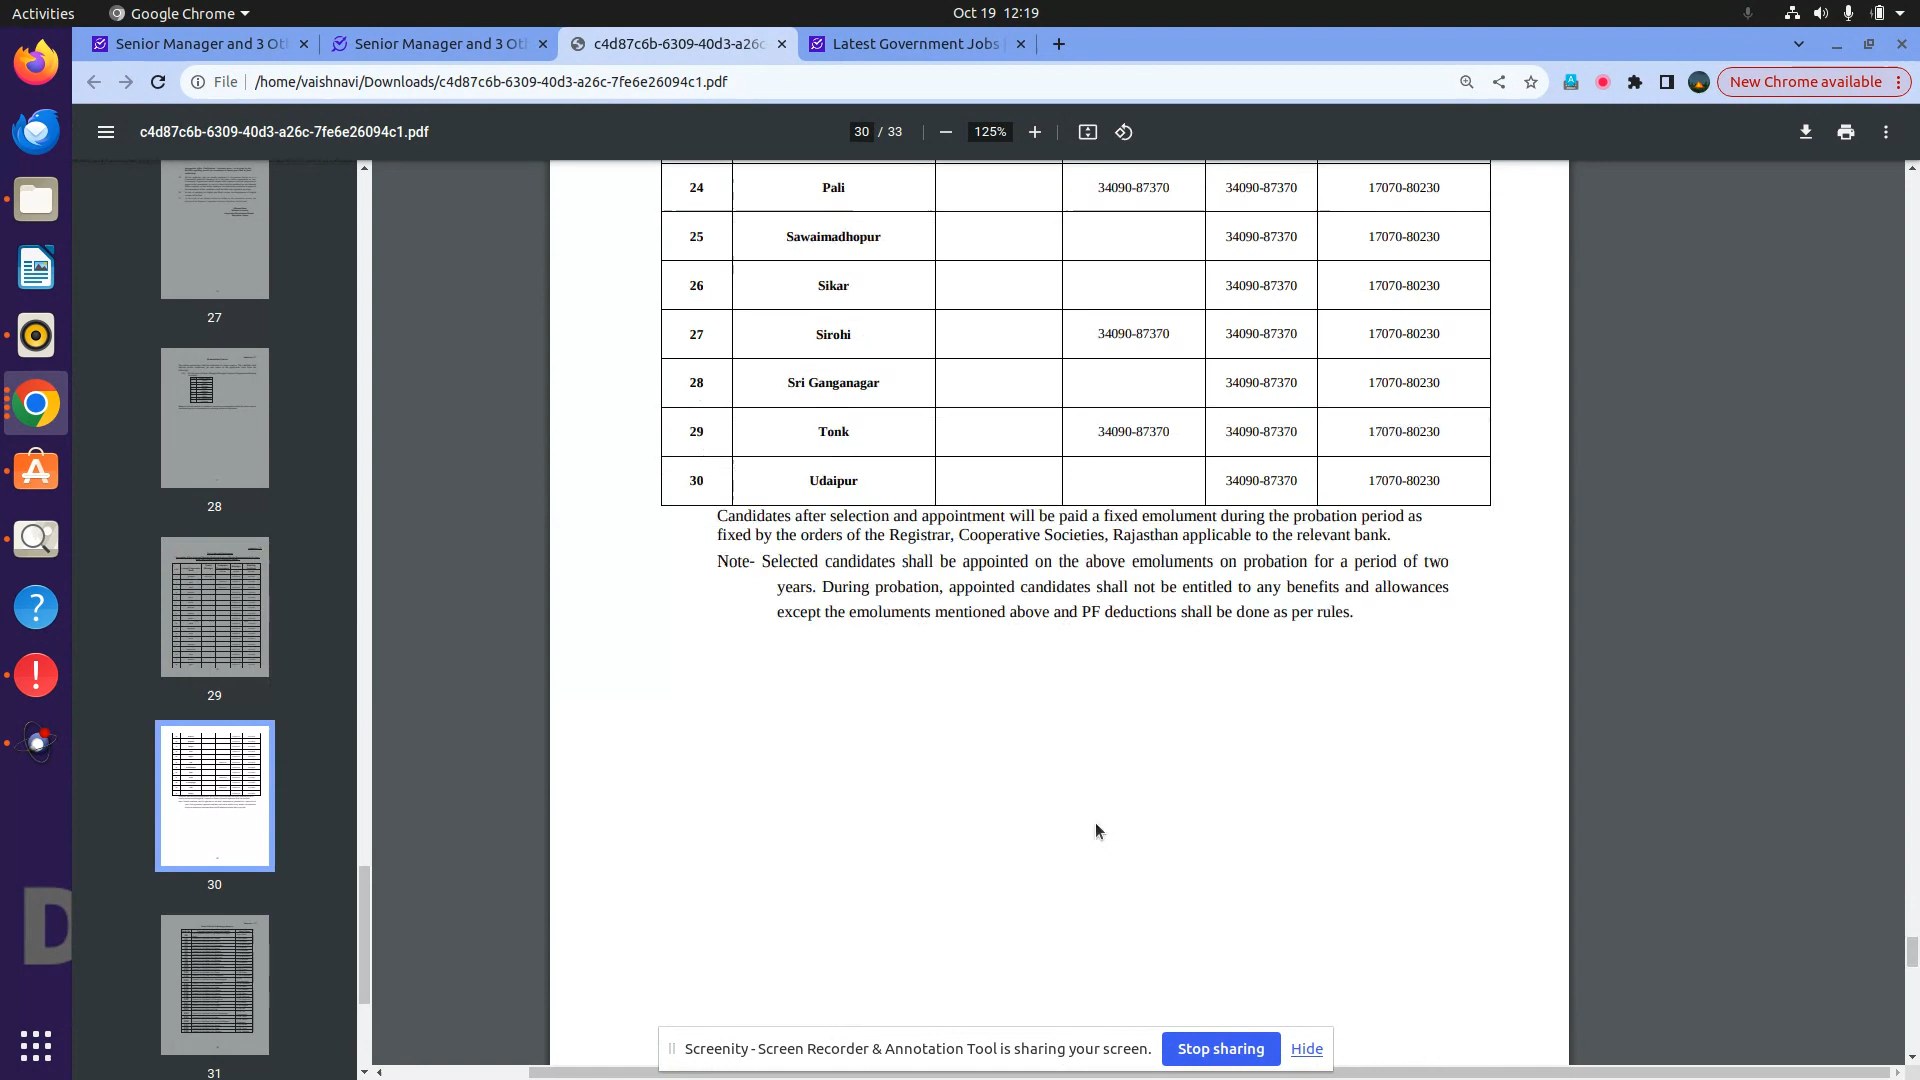 Activities
Google Chrome
Oct 19 12:19
Senior Manager and 3 Ot
Senior Manager and 3 Ot
c4d87c6b-6309-40d3-a26c
Latest Government Jobs
File
/home/vaishnavi/Downloads/c4d87c6b-6309-40d3-a26c-7fe6e26094c1.pdf
New Chrome available
c4d87c6b-6309-40d3-a26c-7fe6e26094c1.pdf
30 / 33
125%
24 Pali 34090-87370 34090-87370 17070-80230
25 Sawaimadhopur 34090-87370 17070-80230
26 Sikar 34090-87370 17070-80230
27 Sirohi 34090-87370 34090-87370 17070-80230
28 Sri Ganganagar 34090-87370 17070-80230
29 Tonk 34090-87370 34090-87370 17070-80230
30 Udaipur 34090-87370 17070-80230
Candidates after selection and appointment will be paid a fixed emolument during the probation period as
fixed by the orders of the Registrar, Cooperative Societies, Rajasthan applicable to the relevant bank.
Note- Selected candidates shall be appointed on the above emoluments on probation for a period of two
years. During probation, appointed candidates shall not be entitled to any benefits and allowances
except the emoluments mentioned above and PF deductions shall be done as per rules.
27
28
29
30
31
Screenity - Screen Recorder & Annotation Tool is sharing your screen.
Stop sharing
Hide